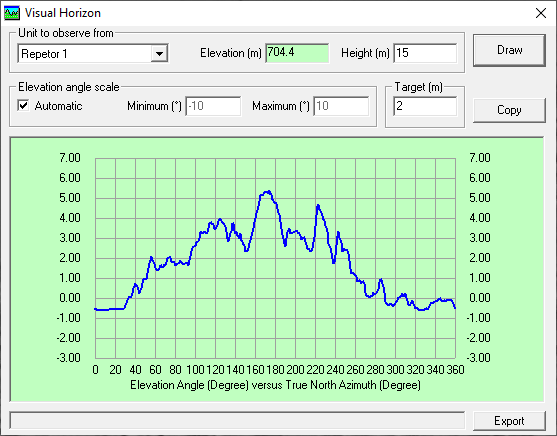 Visual Horizon
Unit to observe from
Repetor 1
Elevation (m) 704.4
Height (m) 15
Draw
Elevation angle scale
Automatic
Minimum (°) -10
Maximum (°) 10
Target (m)
2
Copy
7.00 7.00
6.00 6.00
5.00 5.00
4.00 4.00
3.00 3.00
2.00 2.00
1.00 1.00
0.00 0.00
-1.00 -1.00
-2.00 -2.00
-3.00 -3.00
0 20 40 60 80 100 120 140 160 180 200 220 240 260 280 300 320 340 360
Elevation Angle (Degree) versus True North Azimuth (Degree)
Export